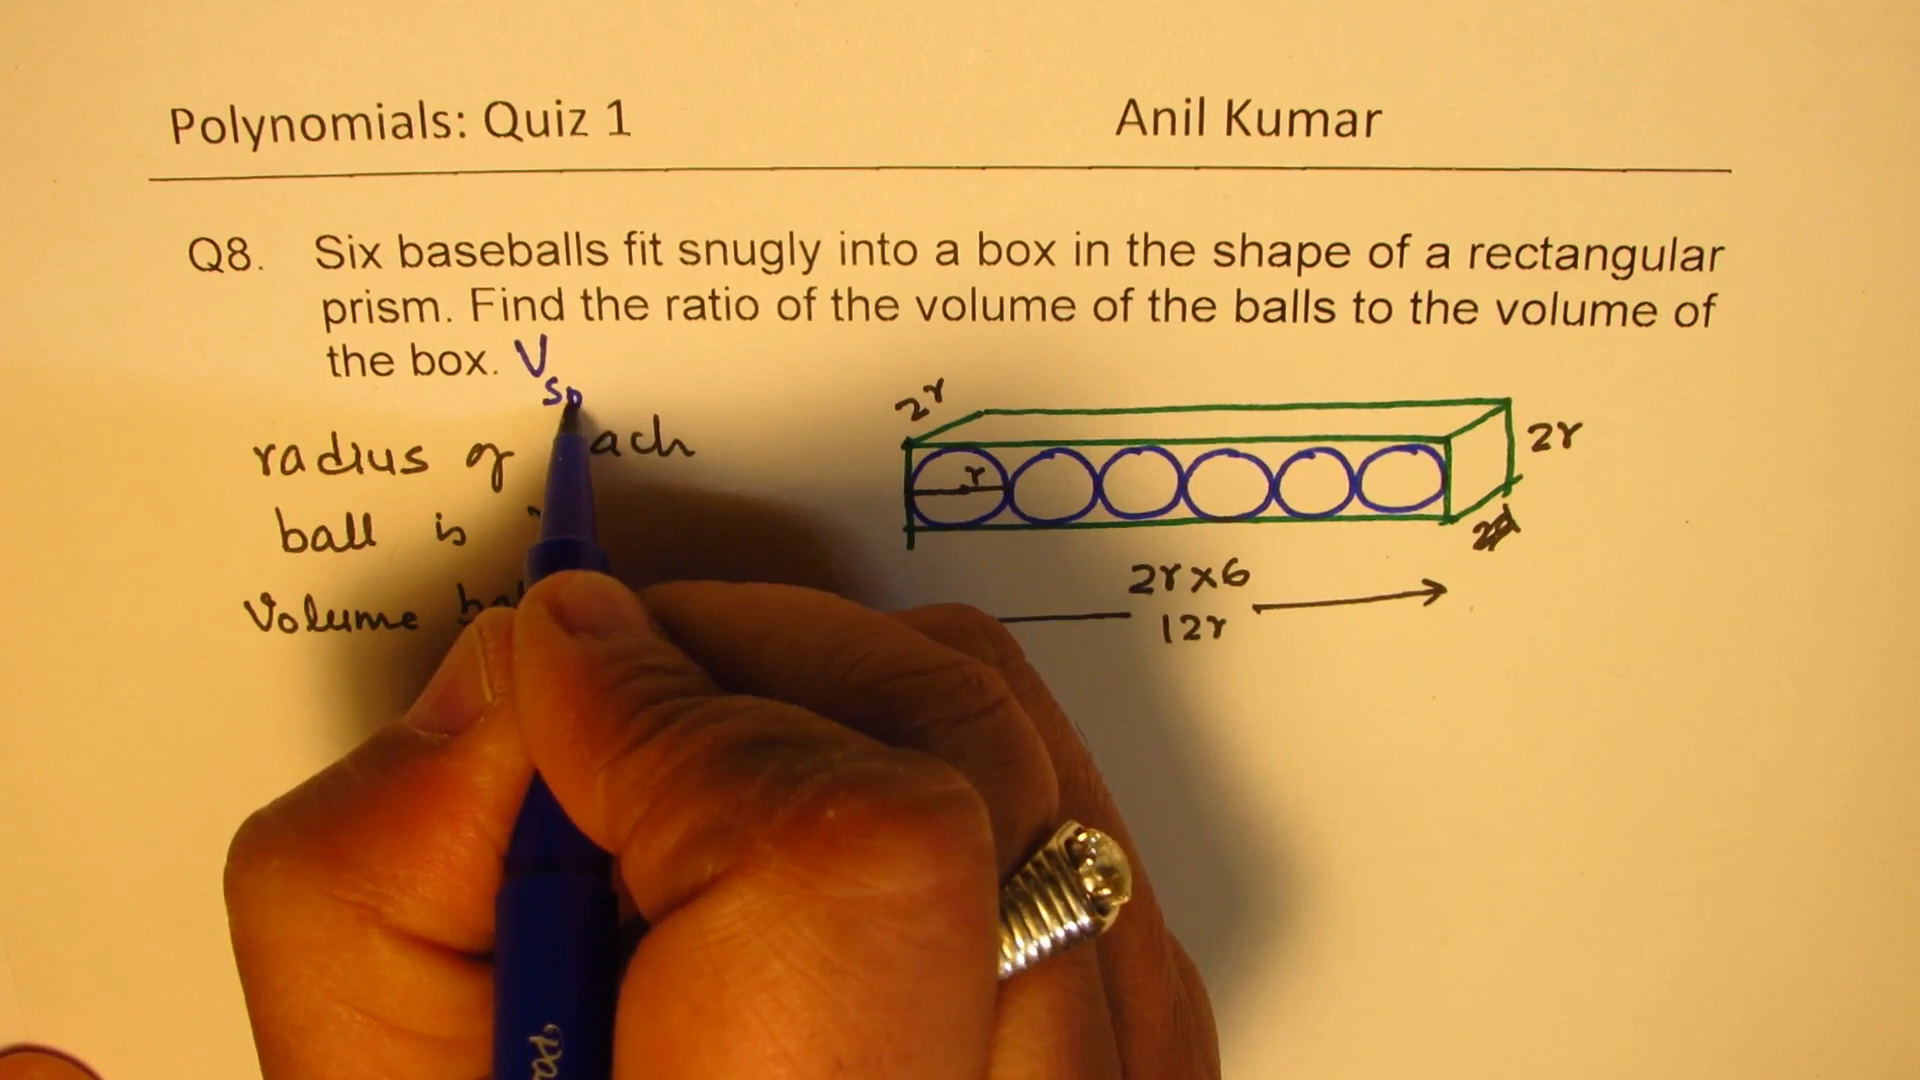 Polynomials: Quiz 1
Anil Kumar
Q8. Six baseballs fit snugly into a box in the shape of a rectangular
prism. Find the ratio of the volume of the balls to the volume of
the box. V
Sp
radius of ach
ball is
Volume
2r
r
2r
2r x 6
12r